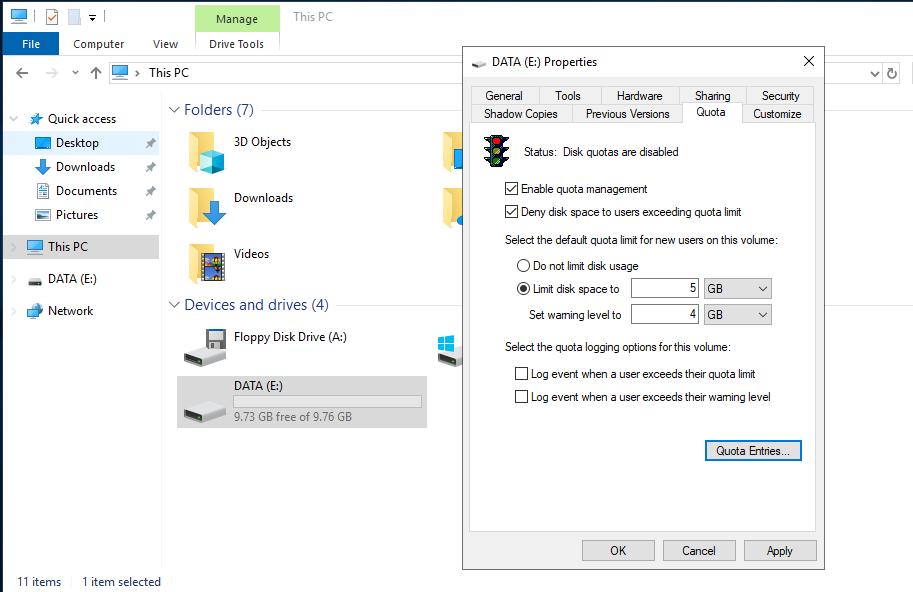 Manage
This PC
File
Computer
View
Drive Tools
This PC
Quick access
Desktop
Downloads
Documents
Pictures
This PC
DATA (E:)
Network
Folders (7)
3D Objects
Downloads
Videos
Devices and drives (4)
Floppy Disk Drive (A:)
DATA (E:)
9.73 GB free of 9.76 GB
11 items
1 item selected
DATA (E:) Properties
General
Tools
Hardware
Sharing
Security
Shadow Copies
Previous Versions
Quota
Customize
Status: Disk quotas are disabled
Enable quota management
Deny disk space to users exceeding quota limit
Select the default quota limit for new users on this volume:
Do not limit disk usage
Limit disk space to 5 GB
Set warning level to 4 GB
Select the quota logging options for this volume:
Log event when a user exceeds their quota limit
Log event when a user exceeds their warning level
Quota Entries...
OK
Cancel
Apply